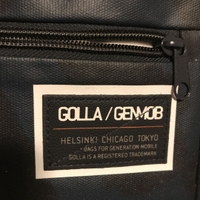 GOLLA / GENMOB
HELSINKI CHICAGO TOKYO
- BAGS FOR GENERATION MOBILE
- GOLLA IS A REGISTERED TRADEMARK